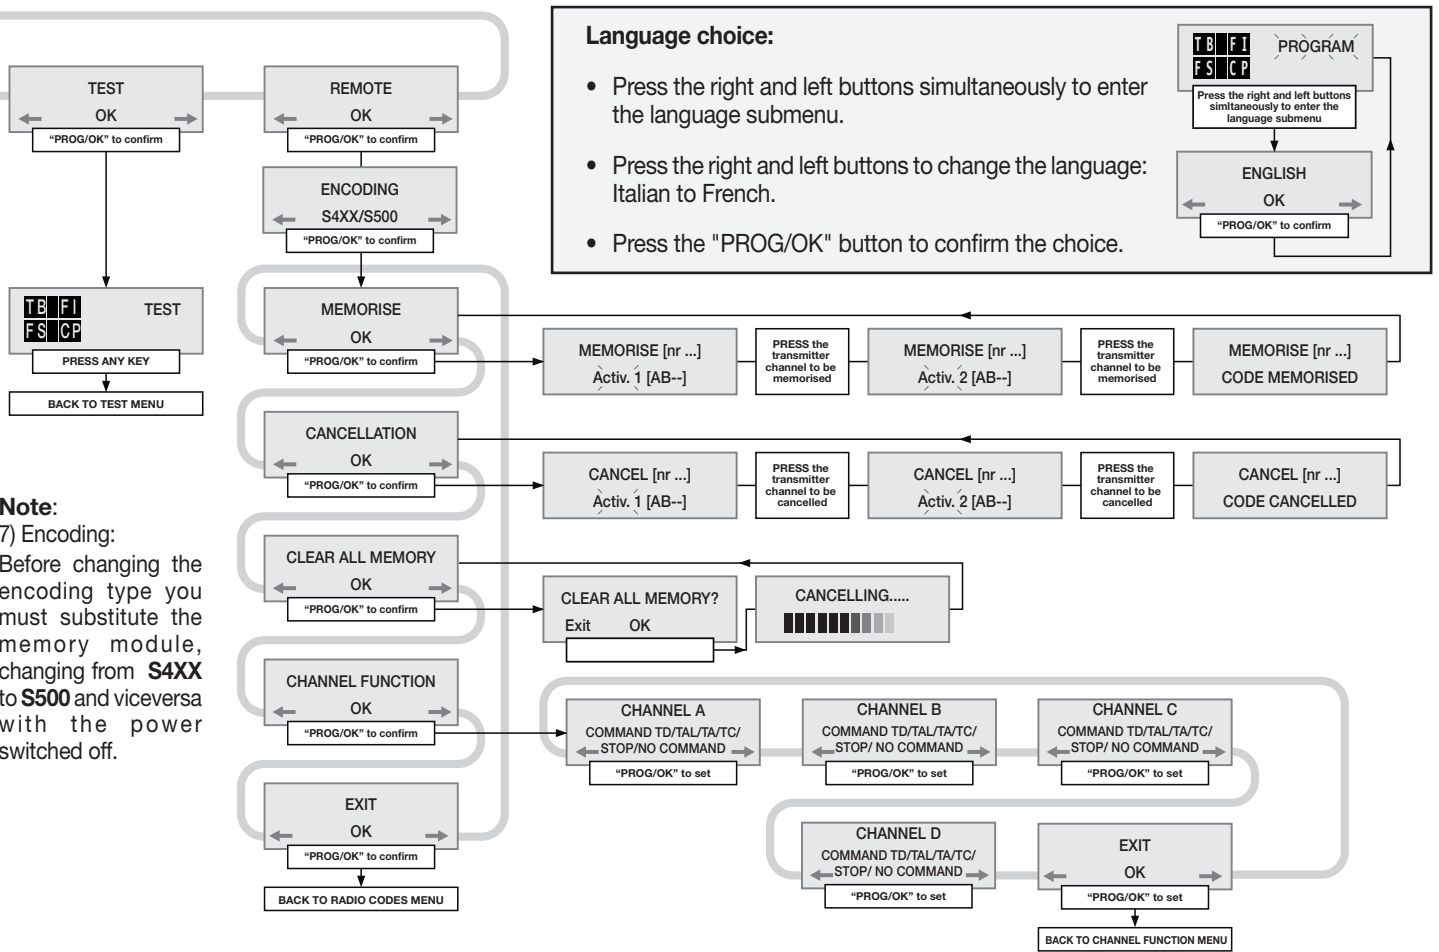 Language choice:
• Press the right and left buttons simultaneously to enter
the language submenu.
• Press the right and left buttons to change the language:
Italian to French.
• Press the "PROG/OK" button to confirm the choice.
TB FI
FS CP
PROGRAM
Press the right and left buttons
simltaneously to enter the
language submenu
ENGLISH
OK
“PROG/OK” to confirm
TEST
OK
“PROG/OK” to confirm
TB FI
FS CP
TEST
PRESS ANY KEY
BACK TO TEST MENU
REMOTE
OK
“PROG/OK” to confirm
ENCODING
S4XX/S500
“PROG/OK” to confirm
MEMORISE
OK
“PROG/OK” to confirm
MEMORISE [nr ...]
Activ. 1 [AB--]
PRESS the
transmitter
channel to be
memorised
MEMORISE [nr ...]
Activ. 2 [AB--]
PRESS the
transmitter
channel to be
memorised
MEMORISE [nr ...]
CODE MEMORISED
CANCELLATION
OK
“PROG/OK” to confirm
CANCEL [nr ...]
Activ. 1 [AB--]
PRESS the
transmitter
channel to be
cancelled
CANCEL [nr ...]
Activ. 2 [AB--]
PRESS the
transmitter
channel to be
cancelled
CANCEL [nr ...]
CODE CANCELLED
Note:
7) Encoding:
Before changing the
encoding type you
must substitute the
memory module,
changing from S4XX
to S500 and viceversa
with the power
switched off.
CLEAR ALL MEMORY
OK
“PROG/OK” to confirm
CLEAR ALL MEMORY?
Exit OK
CANCELLING.....
CHANNEL FUNCTION
OK
“PROG/OK” to confirm
CHANNEL A
COMMAND TD/TAL/TA/TC/
STOP/NO COMMAND
“PROG/OK” to set
CHANNEL B
COMMAND TD/TAL/TA/TC/
STOP/ NO COMMAND
“PROG/OK” to set
CHANNEL C
COMMAND TD/TAL/TA/TC/
STOP/ NO COMMAND
“PROG/OK” to set
CHANNEL D
COMMAND TD/TAL/TA/TC/
STOP/ NO COMMAND
“PROG/OK” to set
EXIT
OK
“PROG/OK” to set
BACK TO CHANNEL FUNCTION MENU
EXIT
OK
“PROG/OK” to confirm
BACK TO RADIO CODES MENU